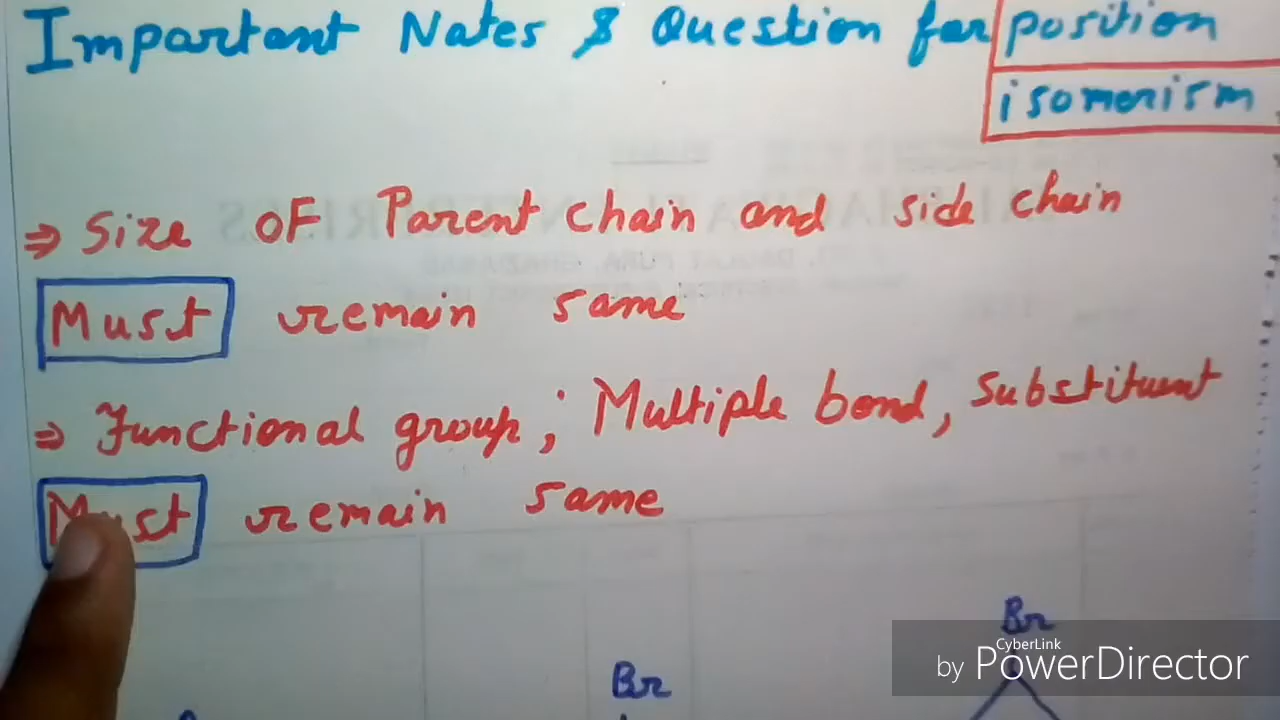 Important Notes & Question for position
isomerism
⇒ Size OF Parent chain and side chain
Must remain same
⇒ Functional group; Multiple bond, Substituent
Must remain same
Br
Br
CyberLink
by PowerDirector